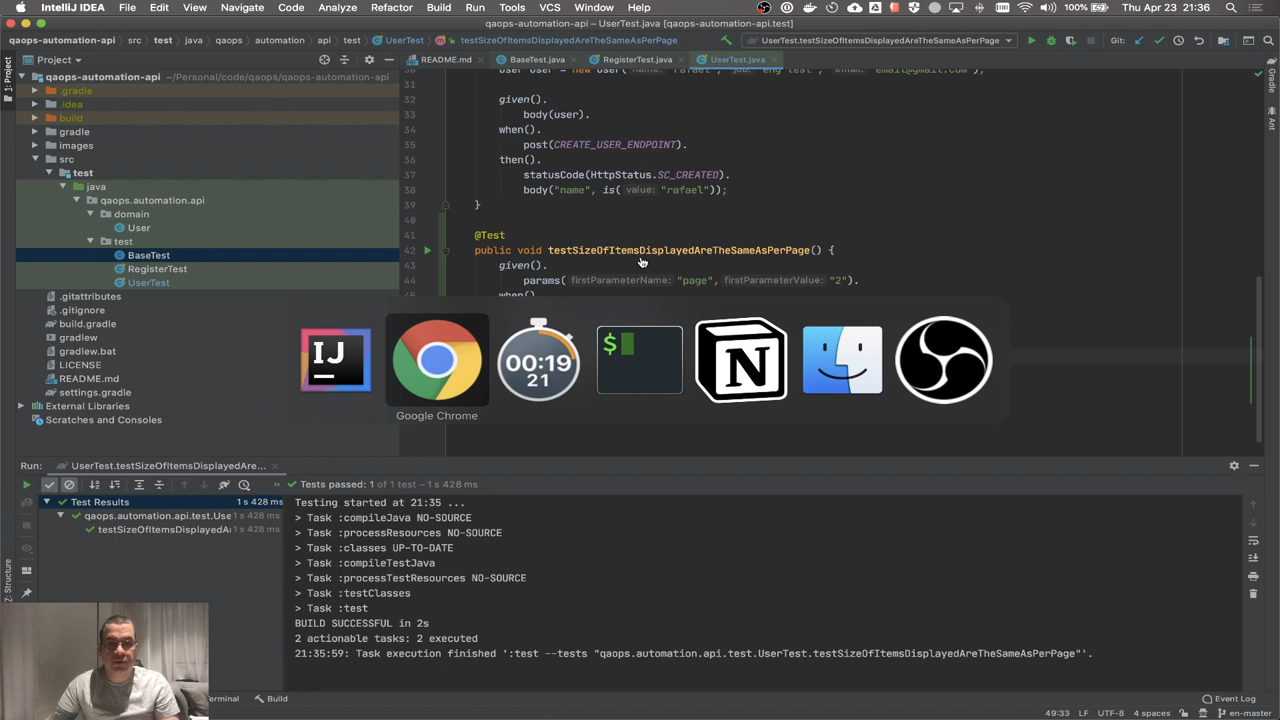 IntelliJ IDEA File Edit View Navigate Code Analyze Refactor Build Run Tools VCS Window Help 100% Thu Apr 23 21:36
qaops-automation-api – UserTest.java [qaops-automation-api.test]
qaops-automation-api src test java qaops automation api test UserTest testSizeOfItemsDisplayedAreTheSameAsPerPage UserTest.testSizeOfItemsDisplayedAreTheSameAsPerPage Git:
1: Project
Project
README.md BaseTest.java RegisterTest.java UserTest.java
Gradle
Ant
qaops-automation-api ~/Personal/code/qaops/qaops-automation-api
.gradle
.idea
build
gradle
images
src
test
java
qaops.automation.api
domain
User
test
BaseTest
RegisterTest
UserTest
.gitattributes
.gitignore
build.gradle
gradlew
gradlew.bat
LICENSE
README.md
settings.gradle
External Libraries
Scratches and Consoles
31
32 given().
33 body(user).
34 when().
35 post(CREATE_USER_ENDPOINT).
36 then().
37 statusCode(HttpStatus.SC_CREATED).
38 body("name", is( value: "rafael"));
39 }
40
41 @Test
42 public void testSizeOfItemsDisplayedAreTheSameAsPerPage() {
43 given().
44 params( firstParameterName: "page", firstParameterValue: "2").
when().
IJ
00:19
21
$
N
Google Chrome
Run: UserTest.testSizeOfItemsDisplayedAre...
Tests passed: 1 of 1 test – 1 s 428 ms
Test Results 1 s 428 ms
qaops.automation.api.test.Use 1 s 428 ms
testSizeOfItemsDisplayedAr 1 s 428 ms
Testing started at 21:35 ...
> Task :compileJava NO-SOURCE
> Task :processResources NO-SOURCE
> Task :classes UP-TO-DATE
> Task :compileTestJava
> Task :processTestResources NO-SOURCE
> Task :testClasses
> Task :test
BUILD SUCCESSFUL in 2s
2 actionable tasks: 2 executed
21:35:59: Task execution finished ':test --tests "qaops.automation.api.test.UserTest.testSizeOfItemsDisplayedAreTheSameAsPerPage"'.
Z: Structure
Terminal Build Event Log
49:33 LF UTF-8 4 spaces en-master